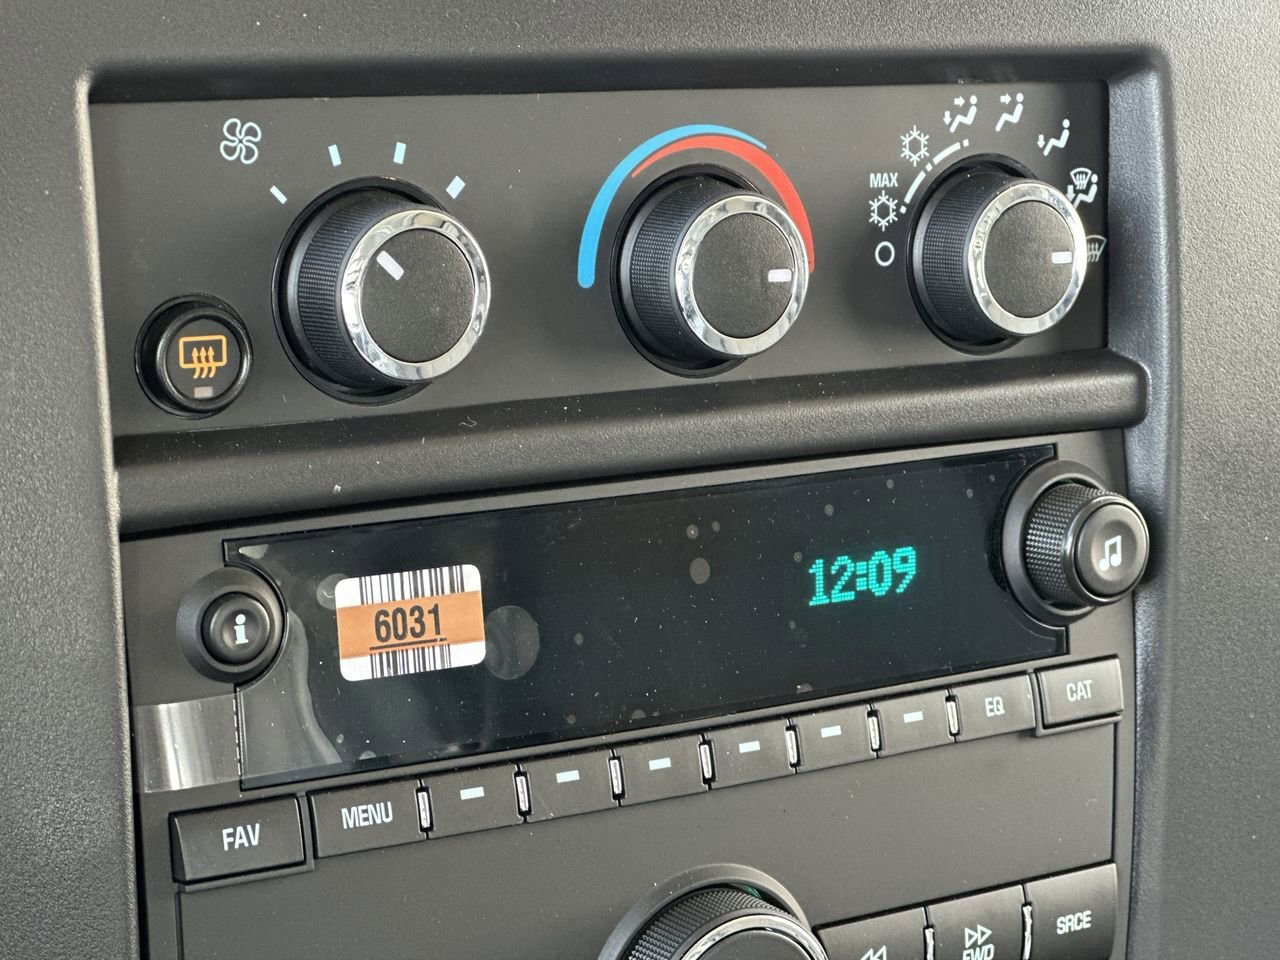 MAX
12:09
6031
i
CAT
EQ
MENU
FAV
SRCE
FWD